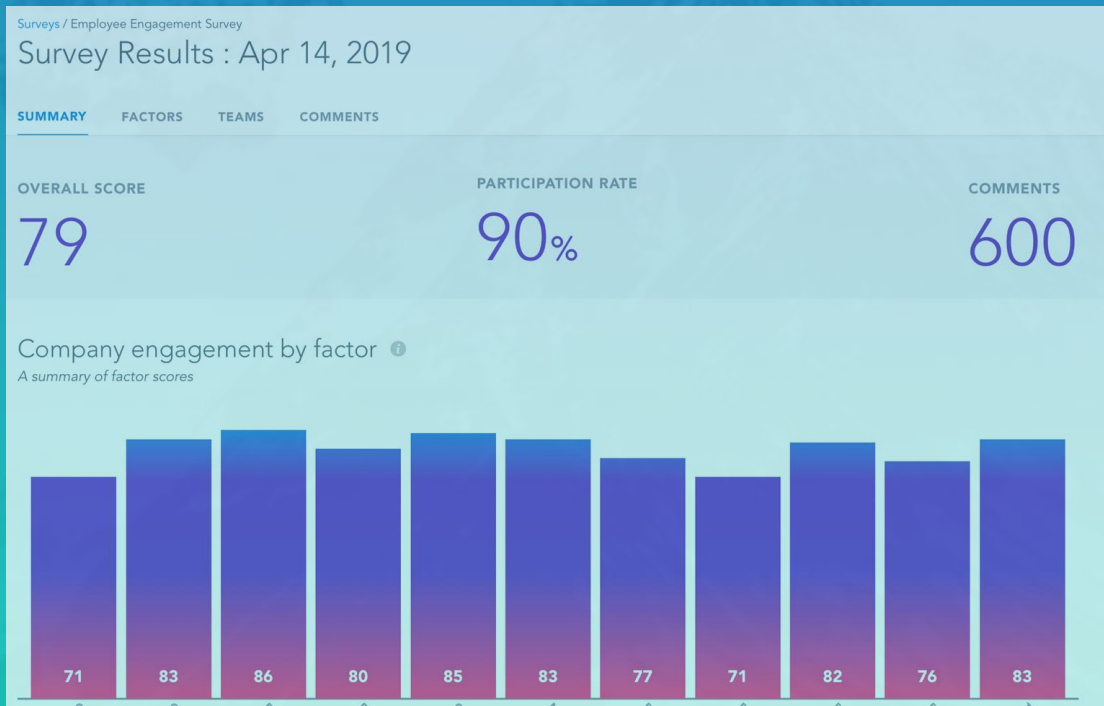 Surveys / Employee Engagement Survey
Survey Results : Apr 14, 2019
SUMMARY FACTORS TEAMS COMMENTS
OVERALL SCORE PARTICIPATION RATE COMMENTS
79 90% 600
Company engagement by factor i
A summary of factor scores
71 83 86 80 85 83 77 71 82 76 83